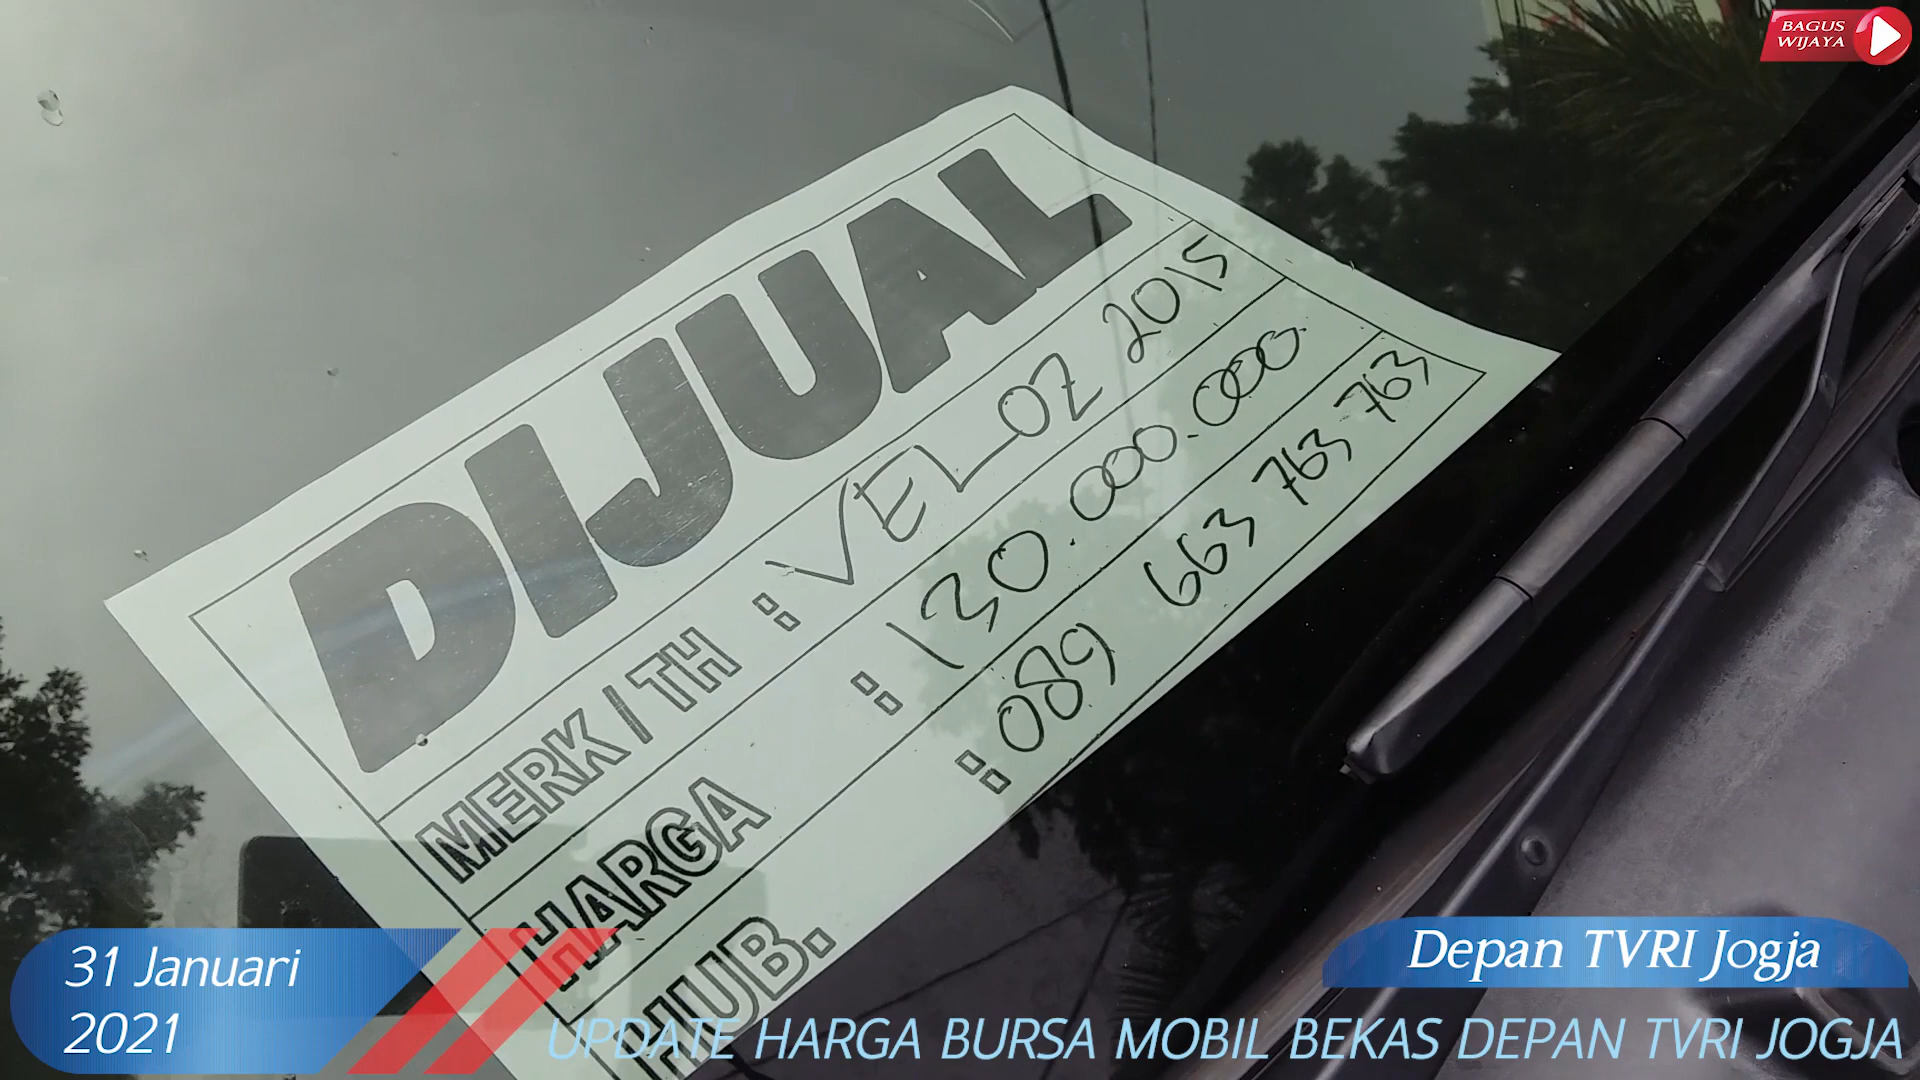 BAGUS
WIJAYA
DIJUAL
MERK / TH : VELOZ 2015
HARGA : 130.000.000
HUB. : 089 663 763 763
31 Januari
2021
Depan TVRI Jogja
UPDATE HARGA BURSA MOBIL BEKAS DEPAN TVRI JOGJA